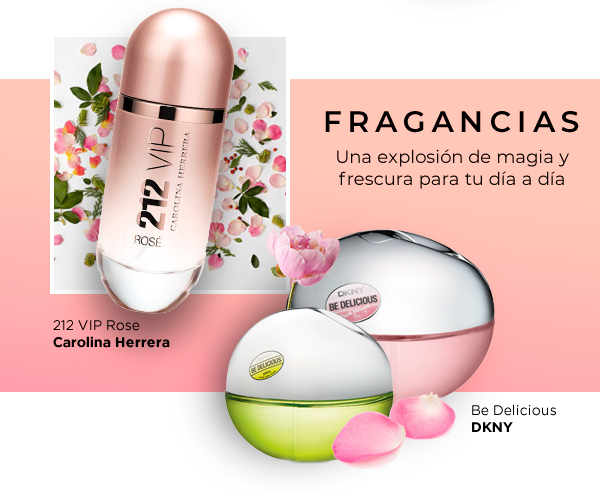 FRAGANCIAS
Una explosión de magia y
frescura para tu día a día
212 VIP
CAROLINA HERRERA
ROSÉ
212 VIP Rose
Carolina Herrera
DKNY
BE DELICIOUS
BE DELICIOUS
Be Delicious
DKNY